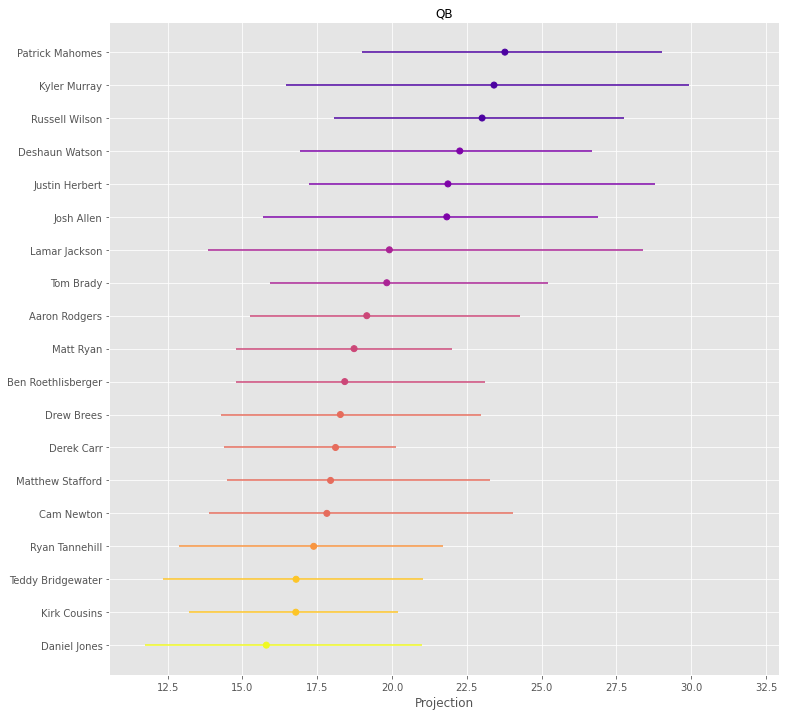 QB
Patrick Mahomes
Kyler Murray
Russell Wilson
Deshaun Watson
Justin Herbert
Josh Allen
Lamar Jackson
Tom Brady
Aaron Rodgers
Matt Ryan
Ben Roethlisberger
Drew Brees
Derek Carr
Matthew Stafford
Cam Newton
Ryan Tannehill
Teddy Bridgewater
Kirk Cousins
Daniel Jones
12.5 15.0 17.5 20.0 22.5 25.0 27.5 30.0 32.5
Projection